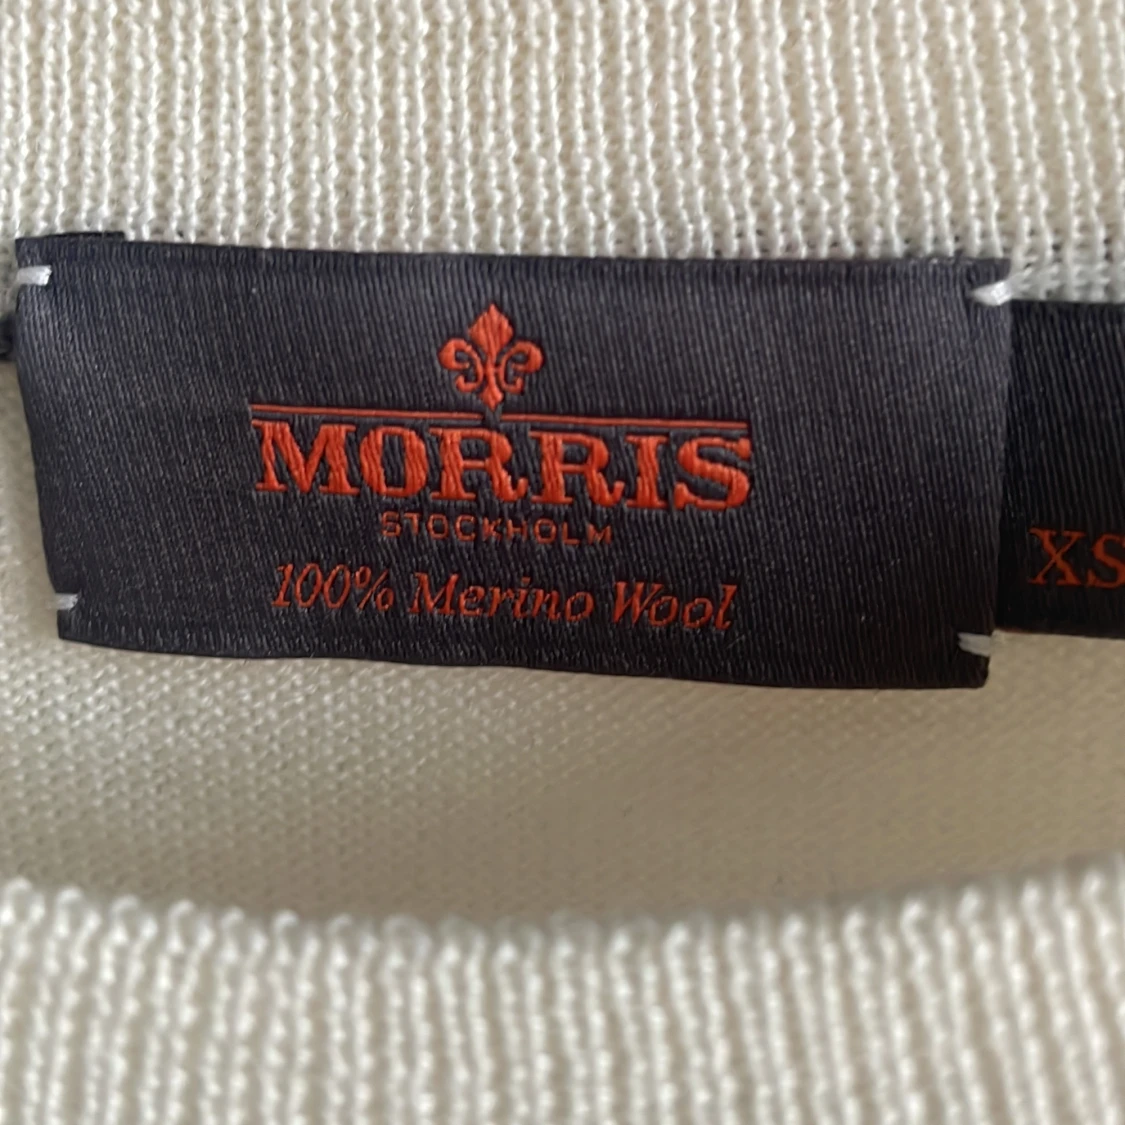 MORRIS
STOCKHOLM
100% Merino Wool
XS